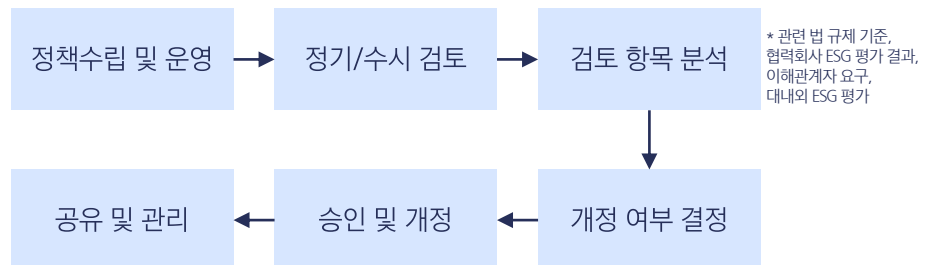 정책수립 및 운영
정기/수시 검토
검토 항목 분석
* 관련 법 규제 기준,
협력회사 ESG 평가 결과,
이해관계자 요구,
대내외 ESG 평가
개정 여부 결정
승인 및 개정
공유 및 관리